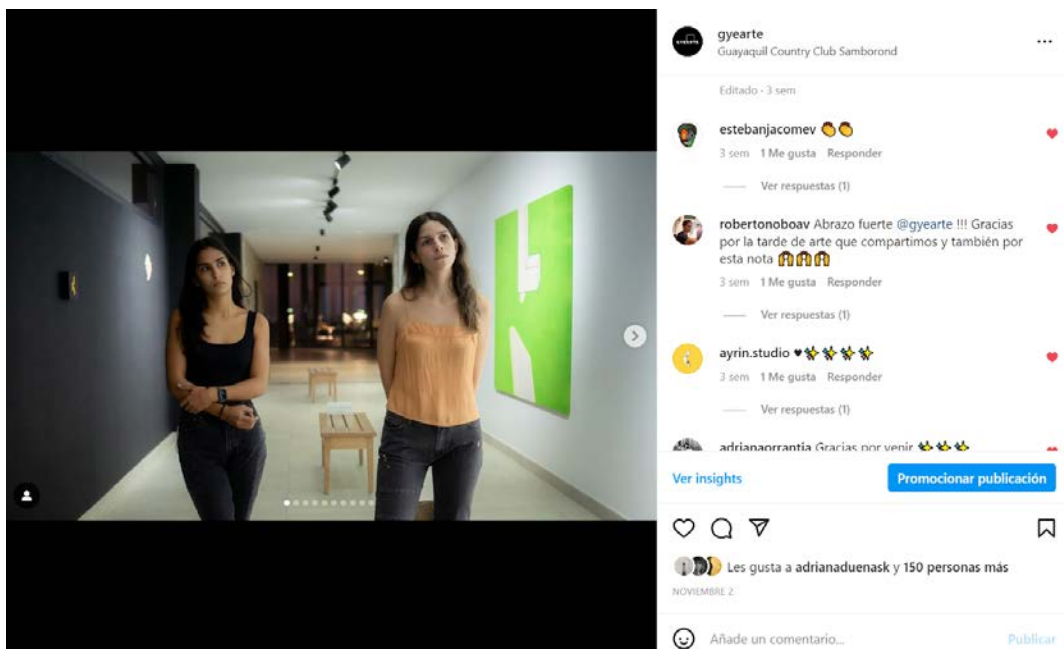 gyearte
Guayaquil Country Club Samborond
Editado · 3 sem
estebanjacomev 👏👏
3 sem 1 Me gusta Responder
Ver respuestas (1)
robertonoboav Abrazo fuerte @gyearte !!! Gracias
por la tarde de arte que compartimos y también por
esta nota
3 sem 1 Me gusta Responder
Ver respuestas (1)
ayrin.studio ♥✨✨✨✨
3 sem 1 Me gusta Responder
Ver respuestas (1)
adrianaorrantia Gracias por venir ✨✨✨
Ver insights
Promocionar publicación
Les gusta a adrianaduenask y 150 personas más
NOVIEMBRE 2
Añade un comentario...
Publicar